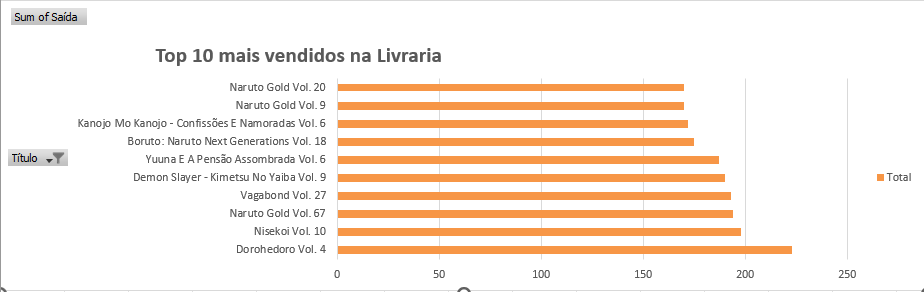 Sum of Saída
Top 10 mais vendidos na Livraria
Naruto Gold Vol. 20
Naruto Gold Vol. 9
Kanojo Mo Kanojo - Confissões E Namoradas Vol. 6
Boruto: Naruto Next Generations Vol. 18
Título
Yuuna E A Pensão Assombrada Vol. 6
Demon Slayer - Kimetsu No Yaiba Vol. 9
Total
Vagabond Vol. 27
Naruto Gold Vol. 67
Nisekoi Vol. 10
Dorohedoro Vol. 4
0 50 100 150 200 250